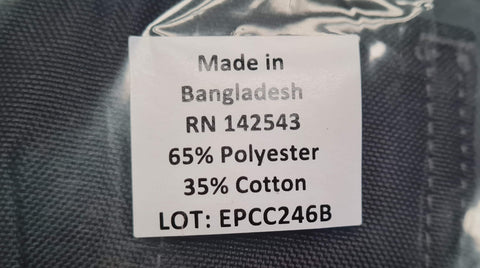 Made in
Bangladesh
RN 142543
65% Polyester
35% Cotton
LOT: EPCC246B